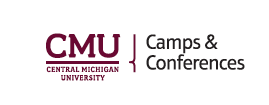 CMU
CENTRAL MICHIGAN
UNIVERSITY
Camps &
Conferences